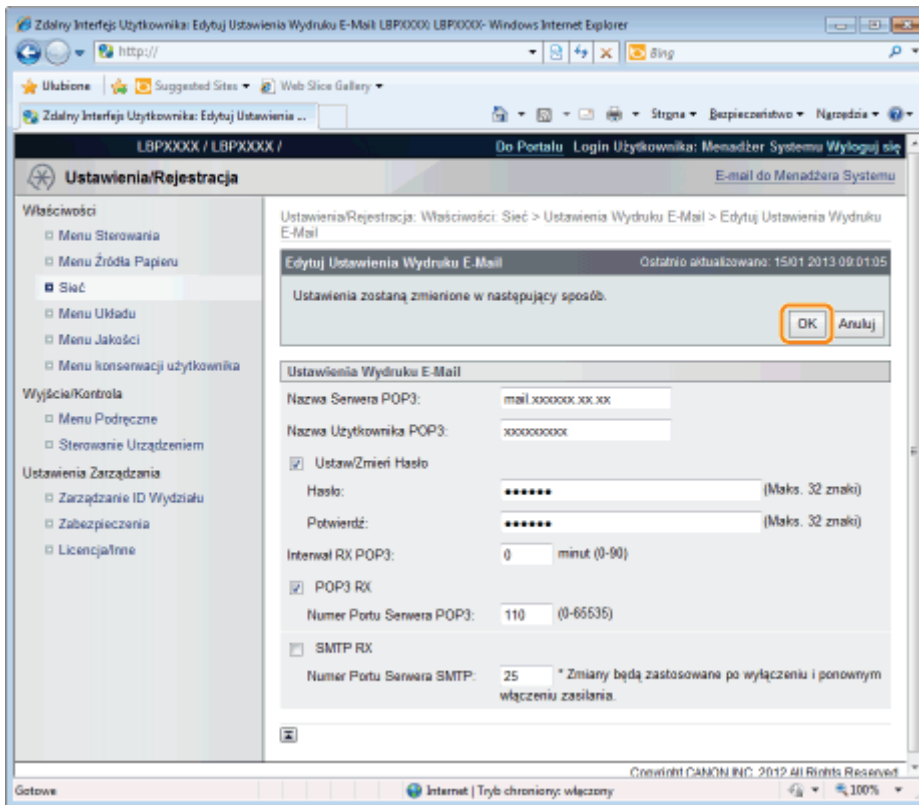 Zdalny Interfejs Użytkownika: Edytuj Ustawienia Wydruku E-Mail: LBPXXXX: LBPXXXX - Windows Internet Explorer
http://
Bing
Ulubione Suggested Sites Web Slice Gallery
Zdalny Interfejs Użytkownika: Edytuj Ustawienia ... Strona Bezpieczeństwo Narzędzia
LBPXXXX / LBPXXXX / Do Portalu Login Użytkownika: Menadżer Systemu Wyloguj się
Ustawienia/Rejestracja E-mail do Menadżera Systemu
Właściwości
Menu Sterowania
Menu Źródła Papieru
Sieć
Menu Układu
Menu Jakości
Menu konserwacji użytkownika
Wyjście/Kontrola
Menu Podręczne
Sterowanie Urządzeniem
Ustawienia Zarządzania
Zarządzanie ID Wydziału
Zabezpieczenia
Licencja/Inne
Ustawienia/Rejestracja: Właściwości: Sieć > Ustawienia Wydruku E-Mail > Edytuj Ustawienia Wydruku
E-Mail
Edytuj Ustawienia Wydruku E-Mail Ostatnio aktualizowano: 15/01 2013 09:01:05
Ustawienia zostaną zmienione w następujący sposób.
OK Anuluj
Ustawienia Wydruku E-Mail
Nazwa Serwera POP3: mail.xxxxxx.xx.xx
Nazwa Użytkownika POP3: xxxxxxxxx
Ustaw/Zmień Hasło
Hasło: •••••• (Maks. 32 znaki)
Potwierdź: •••••• (Maks. 32 znaki)
Interwał RX POP3: 0 minut (0-90)
POP3 RX
Numer Portu Serwera POP3: 110 (0-65535)
SMTP RX
Numer Portu Serwera SMTP: 25 * Zmiany będą zastosowane po wyłączeniu i ponownym
włączeniu zasilania.
Copyright CANON INC. 2012 All Rights Reserved
Gotowe Internet | Tryb chroniony: włączony 100%